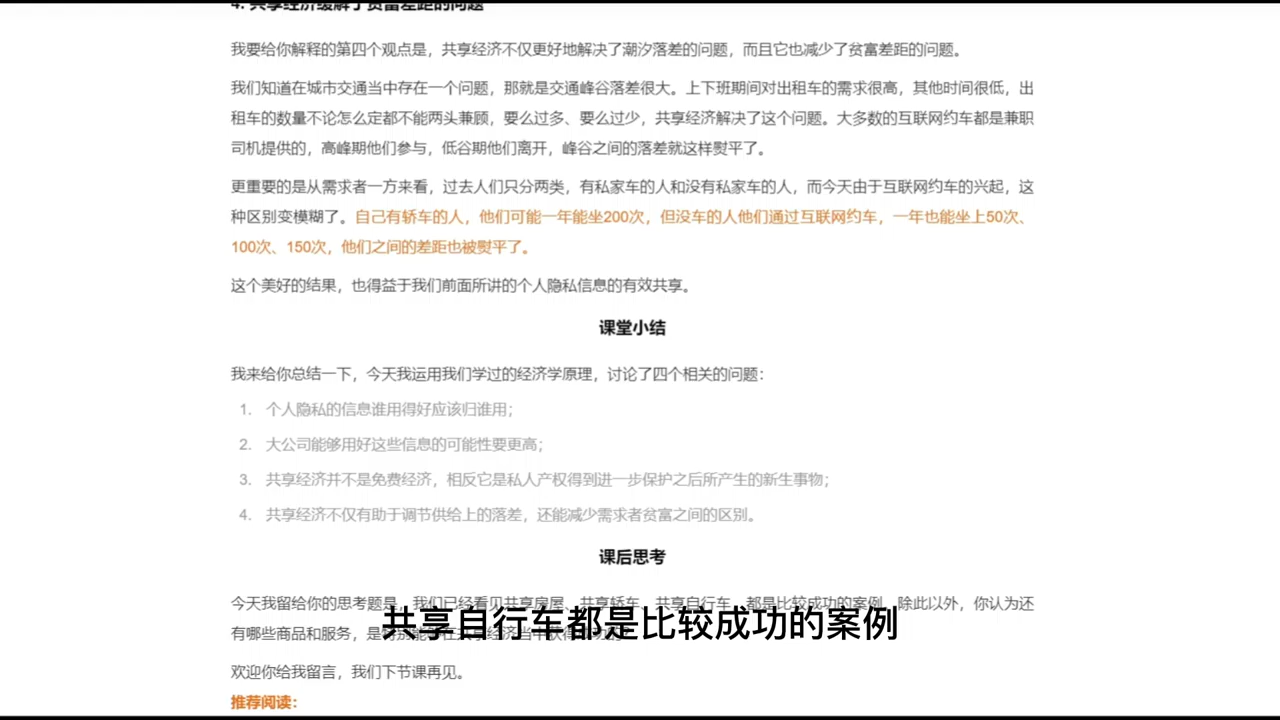 4. 共享经济缓解了贫富差距的问题
我要给你解释的第四个观点是，共享经济不仅更好地解决了潮汐落差的问题，而且它也减少了贫富差距的问题。
我们知道在城市交通当中存在一个问题，那就是交通峰谷落差很大。上下班期间对出租车的需求很高，其他时间很低，出
租车的数量不论怎么定都不能两头兼顾，要么过多、要么过少，共享经济解决了这个问题。大多数的互联网约车都是兼职
司机提供的，高峰期他们参与，低谷期他们离开，峰谷之间的落差就这样熨平了。
更重要的是从需求者一方来看，过去人们只分两类，有私家车的人和没有私家车的人，而今天由于互联网约车的兴起，这
种区别变模糊了。自己有轿车的人，他们可能一年能坐200次，但没车的人他们通过互联网约车，一年也能坐上50次、
100次、150次，他们之间的差距也被熨平了。
这个美好的结果，也得益于我们前面所讲的个人隐私信息的有效共享。
课堂小结
我来给你总结一下，今天我运用我们学过的经济学原理，讨论了四个相关的问题：
1. 个人隐私的信息谁用得好应该归谁用；
2. 大公司能够用好这些信息的可能性要更高；
3. 共享经济并不是免费经济，相反它是私人产权得到进一步保护之后所产生的新生事物；
4. 共享经济不仅有助于调节供给上的落差，还能减少需求者贫富之间的区别。
课后思考
今天我留给你的思考题是，我们已经看见共享房屋、共享轿车、共享自行车，都是比较成功的案例，除此以外，你认为还
共享自行车都是比较成功的案例
有哪些商品和服务，是
欢迎你给我留言，我们下节课再见。
推荐阅读：